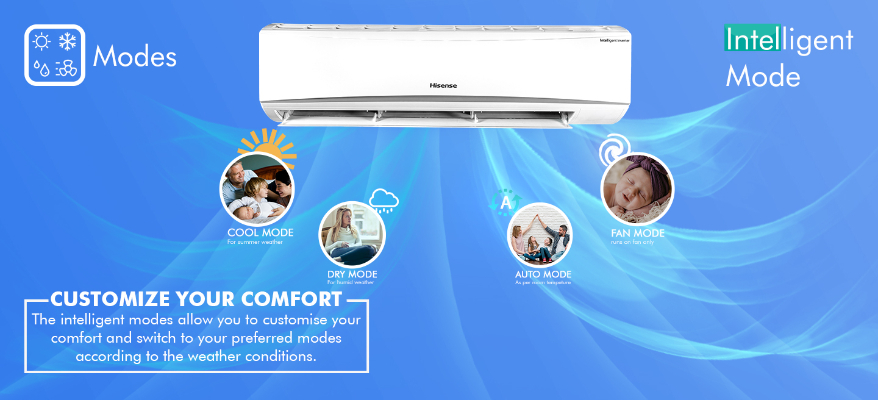 Modes
Intelligent
Mode
Intelligent Inverter
Hisense
A
COOL MODE
For summer weather
DRY MODE
For humid weather
AUTO MODE
As per room temperature
FAN MODE
runs on fan only
CUSTOMIZE YOUR COMFORT
The intelligent modes allow you to customise your
comfort and switch to your preferred modes
according to the weather conditions.